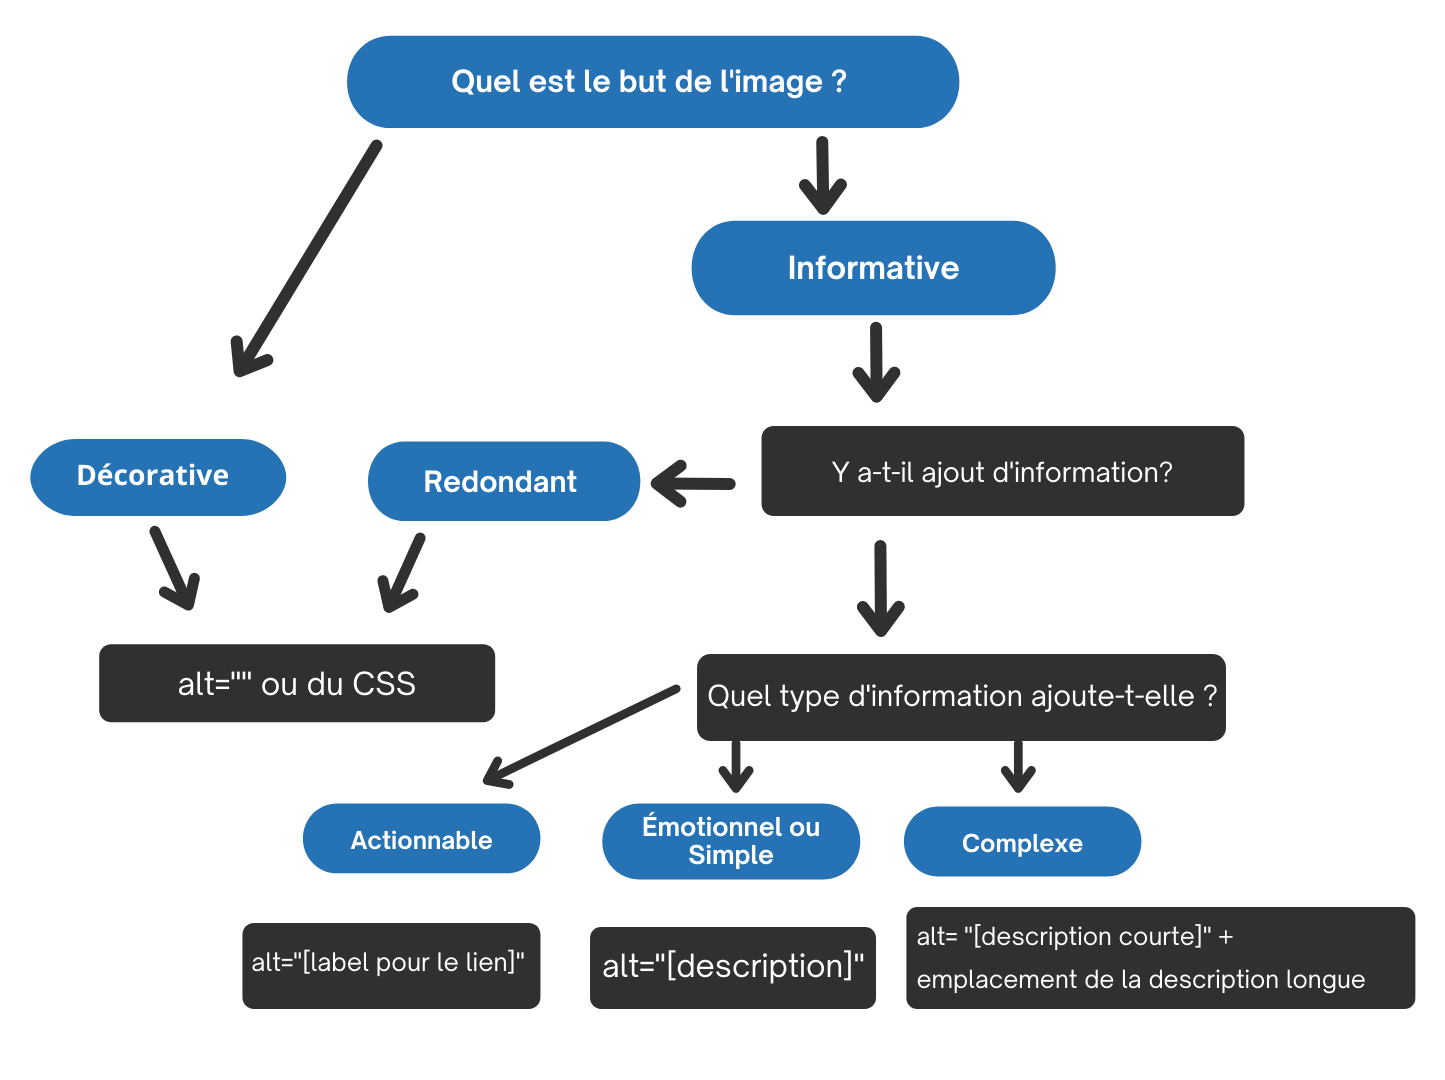 Quel est le but de l'image ?
Informative
Décorative
Redondant
Y a-t-il ajout d'information?
alt="" ou du CSS
Quel type d'information ajoute-t-elle ?
Actionnable
Émotionnel ou
Simple
Complexe
alt="[label pour le lien]"
alt="[description]"
alt= "[description courte]" +
emplacement de la description longue